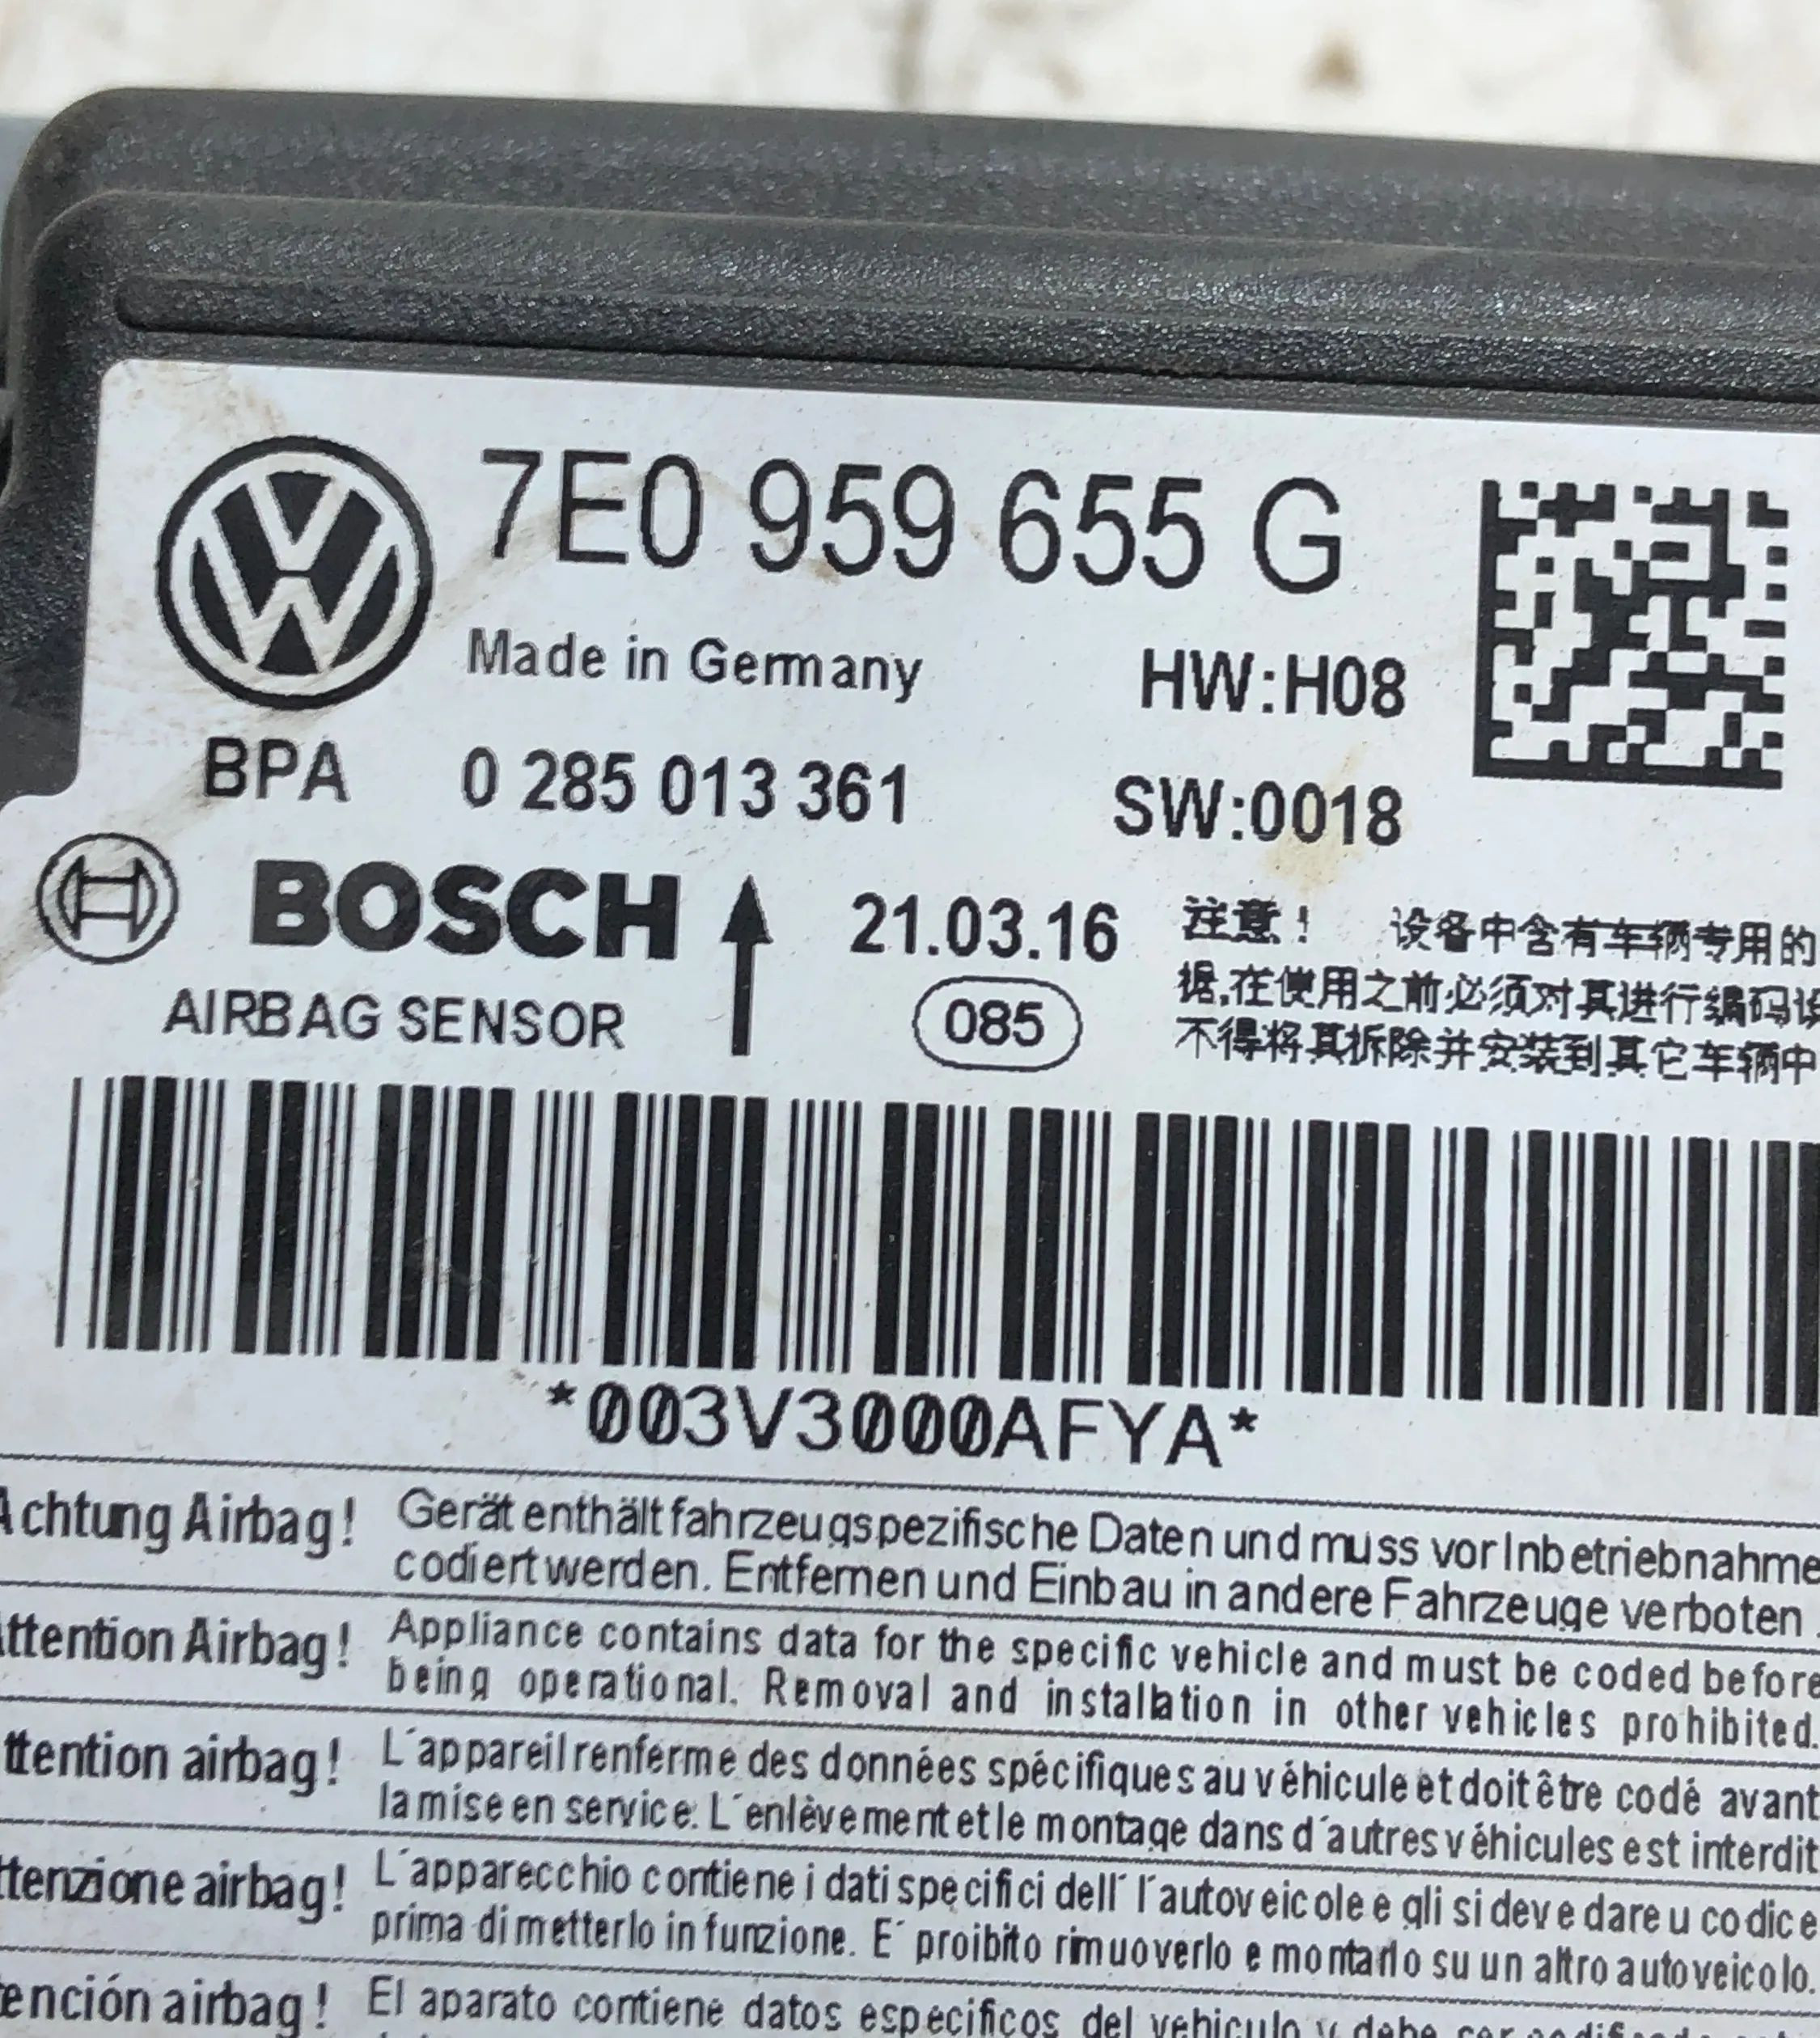 7E0 959 655 G
Made in Germany HW:H08
BPA 0 285 013 361 SW:0018
BOSCH 21.03.16
AIRBAG SENSOR 085
注意！ 设备中含有车辆专用的
据,在使用之前必须对其进行编码设
不得将其拆除并安装到其它车辆中
*003V3000AFYA*
Achtung Airbag! Gerät enthält fahrzeugspezifische Daten und muss vor Inbetriebnahme
codiert werden. Entfernen und Einbau in andere Fahrzeuge verboten.
Attention Airbag! Appliance contains data for the specific vehicle and must be coded before
being operational. Removal and installation in other vehicles prohibited.
ttention airbag! L´appareil renferme des données spécifiques au véhicule et doit être codé avant
la mise en service. L´enlèvement et le montage dans d´autres véhicules est interdit
ttenzione airbag! L´apparecchio contiene i dati specifici dell´ l´autoveicole e gli si deve dare u codice
prima di metterlo in funzione. E´ proibito rimuoverlo e montarlo su un altro autoveicolo.
tención airbag! El aparato contiene datos especificos del vehiculo y debe ser